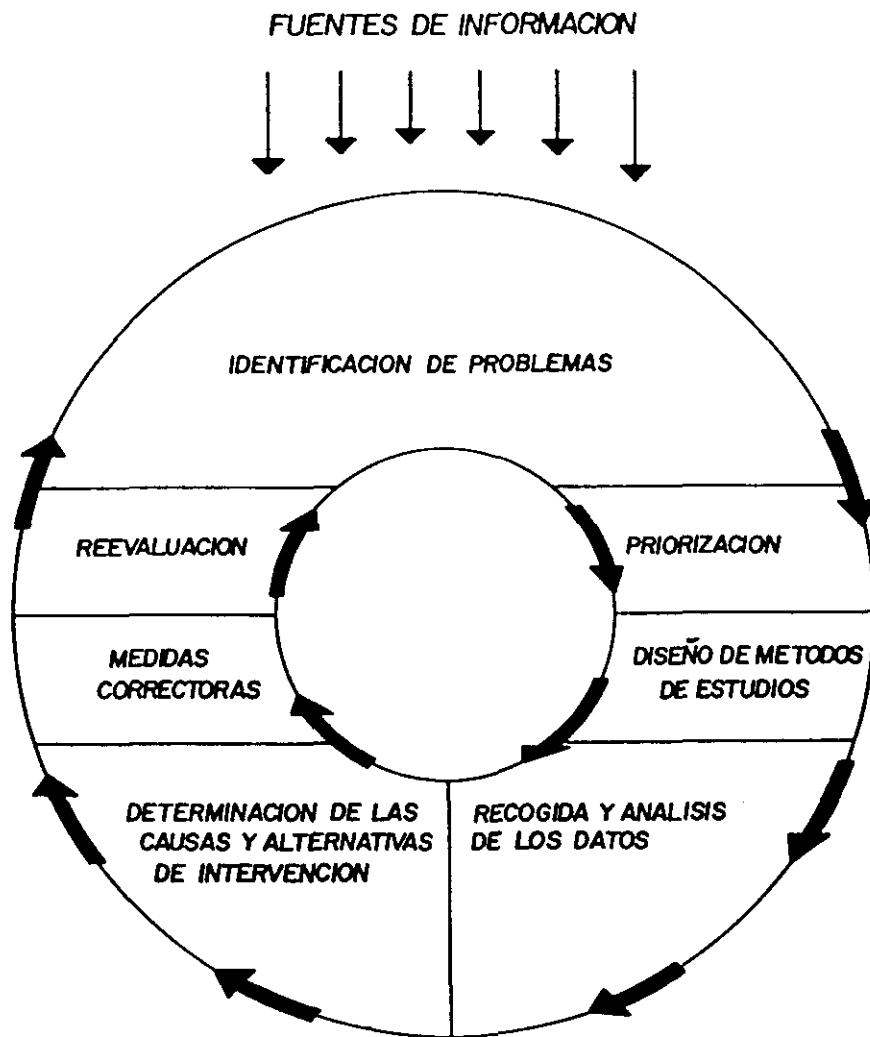 FUENTES DE INFORMACION
IDENTIFICACION DE PROBLEMAS
REEVALUACION
PRIORIZACION
MEDIDAS
CORRECTORAS
DISEÑO DE METODOS
DE ESTUDIOS
DETERMINACION DE LAS
CAUSAS Y ALTERNATIVAS
DE INTERVENCION
RECOGIDA Y ANALISIS
DE LOS DATOS